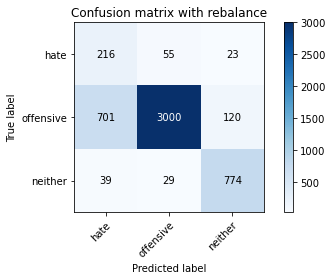 Confusion matrix with rebalance
True label
hate 216 55 23
offensive 701 3000 120
neither 39 29 774
hate offensive neither
Predicted label
3000
2500
2000
1500
1000
500